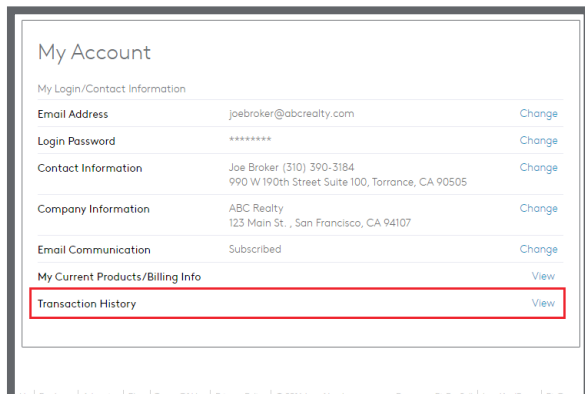 My Account
My Login/Contact Information
Email Address joebroker@abcrealty.com Change
Login Password ******** Change
Contact Information Joe Broker (310) 390-3184 Change
990 W 190th Street Suite 100, Torrance, CA 90505
Company Information ABC Realty Change
123 Main St. , San Francisco, CA 94107
Email Communication Subscribed Change
My Current Products/Billing Info View
Transaction History View